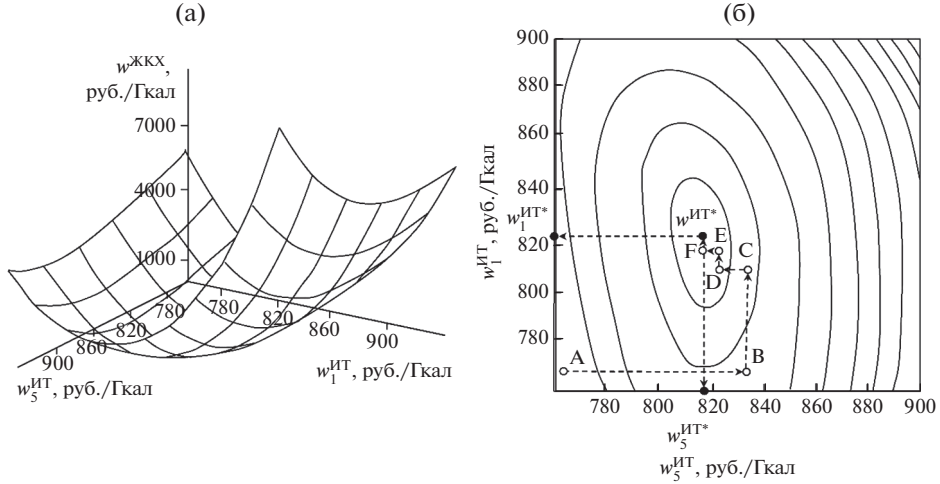 (а)
w^ЖКХ,
руб./Гкал
7000
4000
1000
780
780
820
820
860
860
900
900
w_5^ИТ, руб./Гкал
w_1^ИТ, руб./Гкал
(б)
900
880
860
840
820
800
780
w_1^ИТ*
w_1^ИТ, руб./Гкал
w^ИТ*
F
E
C
D
A
B
780
800
820
840
860
880
900
w_5^ИТ*
w_5^ИТ, руб./Гкал